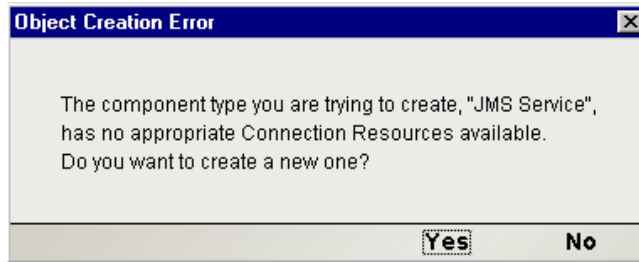 Object Creation Error
The component type you are trying to create, "JMS Service",
has no appropriate Connection Resources available.
Do you want to create a new one?
Yes No